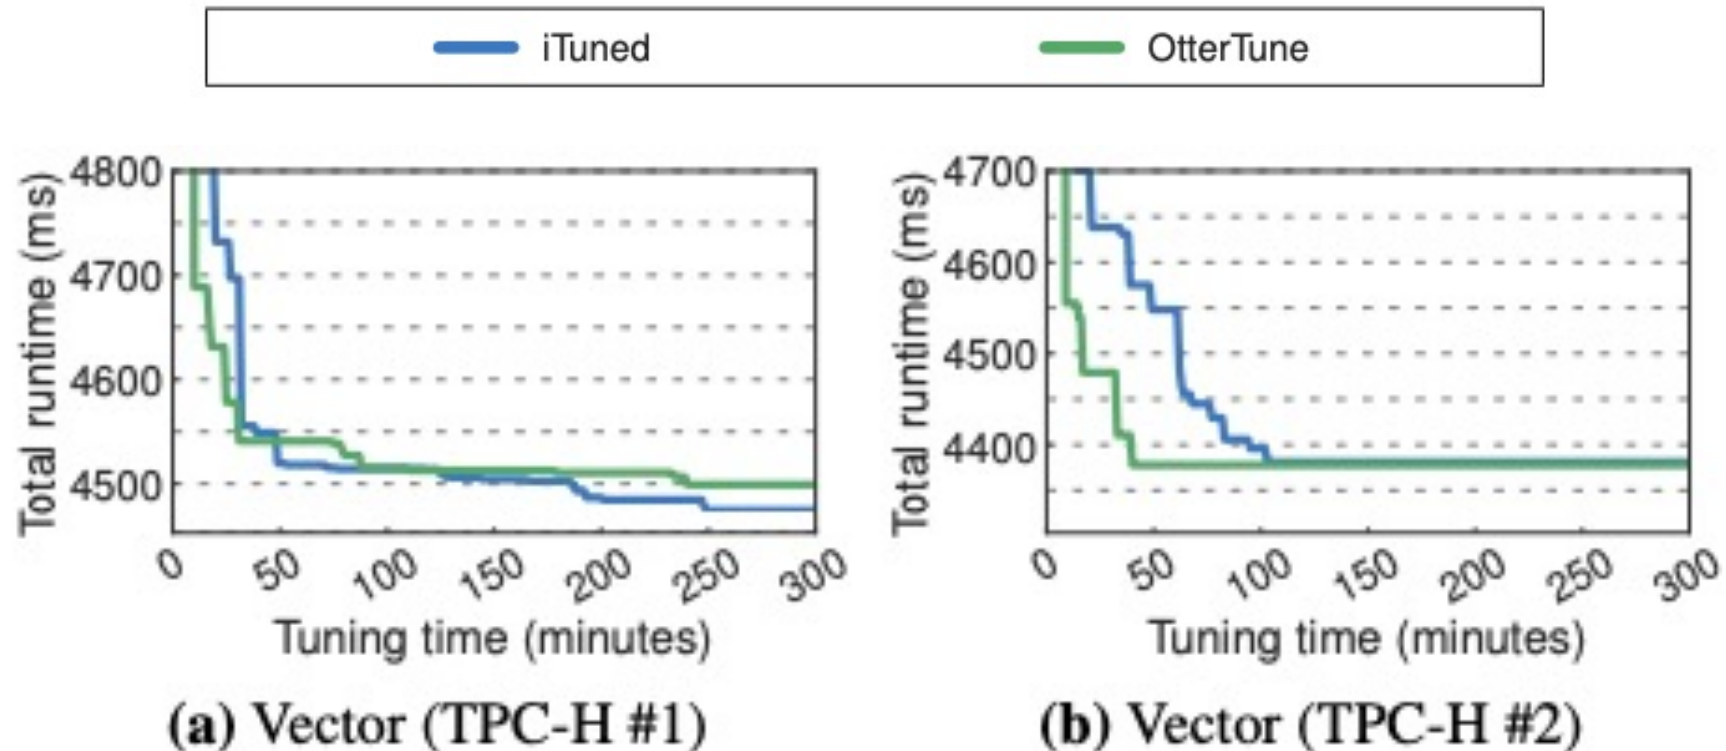 iTuned OtterTune
Total runtime (ms)
4800
4700
4600
4500
0 50 100 150 200 250 300
Tuning time (minutes)
(a) Vector (TPC-H #1)
Total runtime (ms)
4700
4600
4500
4400
0 50 100 150 200 250 300
Tuning time (minutes)
(b) Vector (TPC-H #2)